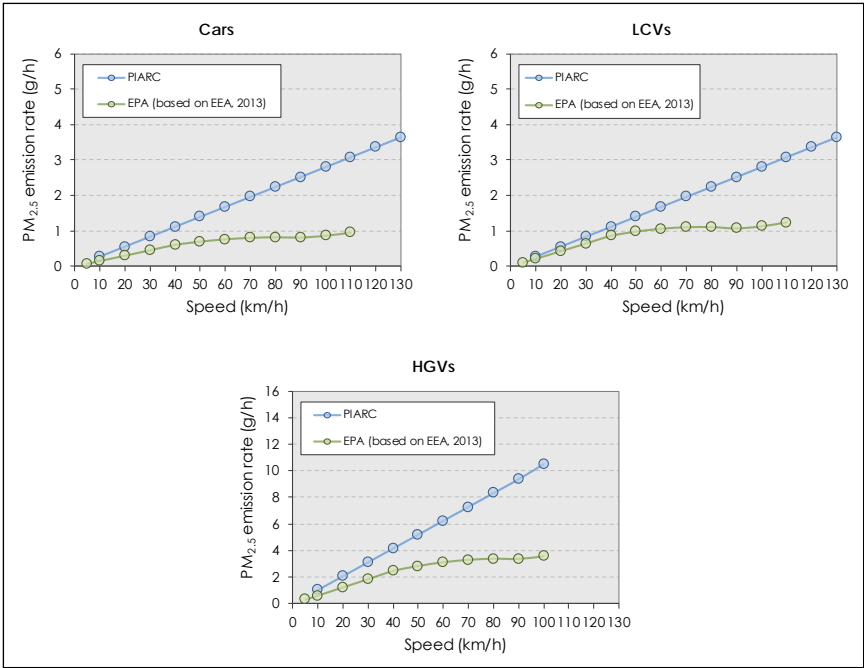 Cars
PM2.5 emission rate (g/h)
6
5
4
3
2
1
0
PIARC
EPA (based on EEA, 2013)
0 10 20 30 40 50 60 70 80 90 100 110 120 130
Speed (km/h)
LCVs
PM2.5 emission rate (g/h)
6
5
4
3
2
1
0
PIARC
EPA (based on EEA, 2013)
0 10 20 30 40 50 60 70 80 90 100 110 120 130
Speed (km/h)
HGVs
PM2.5 emission rate (g/h)
16
14
12
10
8
6
4
2
0
PIARC
EPA (based on EEA, 2013)
0 10 20 30 40 50 60 70 80 90 100 110 120 130
Speed (km/h)